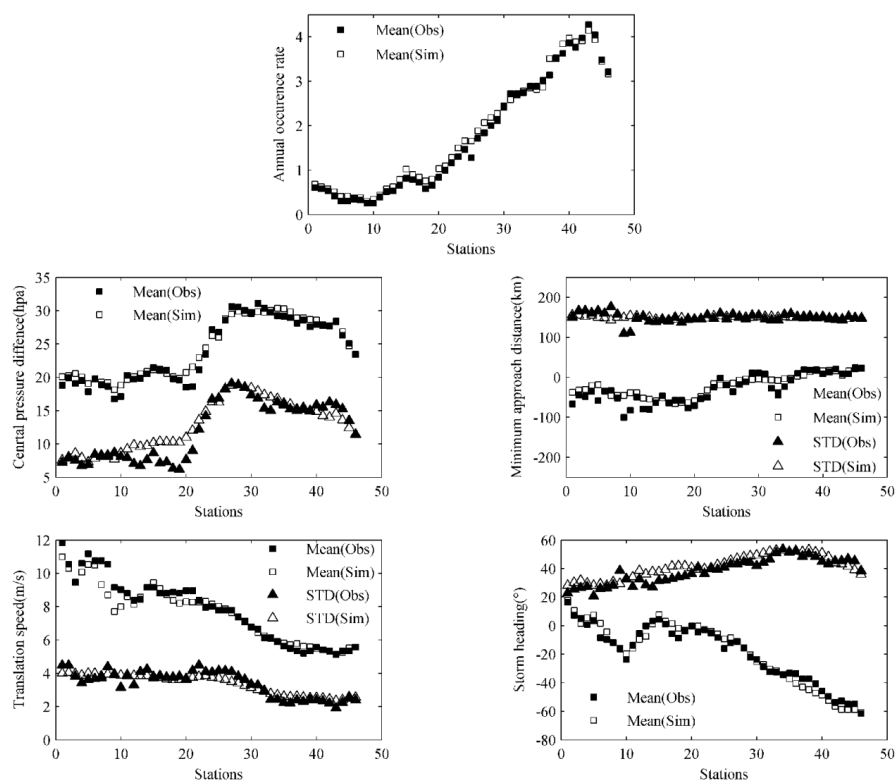 Annual occurence rate
4
3
2
1
0
Mean(Obs)
Mean(Sim)
0 10 20 30 40 50
Stations
Cenrtal pressure diffence(hpa)
35
30
25
20
15
10
5
Mean(Obs)
Mean(Sim)
0 10 20 30 40 50
Stations
Minimum approach distance(km)
200
100
0
-100
-200
Mean(Obs)
Mean(Sim)
STD(Obs)
STD(Sim)
0 10 20 30 40 50
Stations
Translation speed(m/s)
12
10
8
6
4
2
0
Mean(Obs)
Mean(Sim)
STD(Obs)
STD(Sim)
0 10 20 30 40 50
Stations
Storm heading(°)
60
40
20
0
-20
-40
-60
-80
Mean(Obs)
Mean(Sim)
0 10 20 30 40 50
Stations